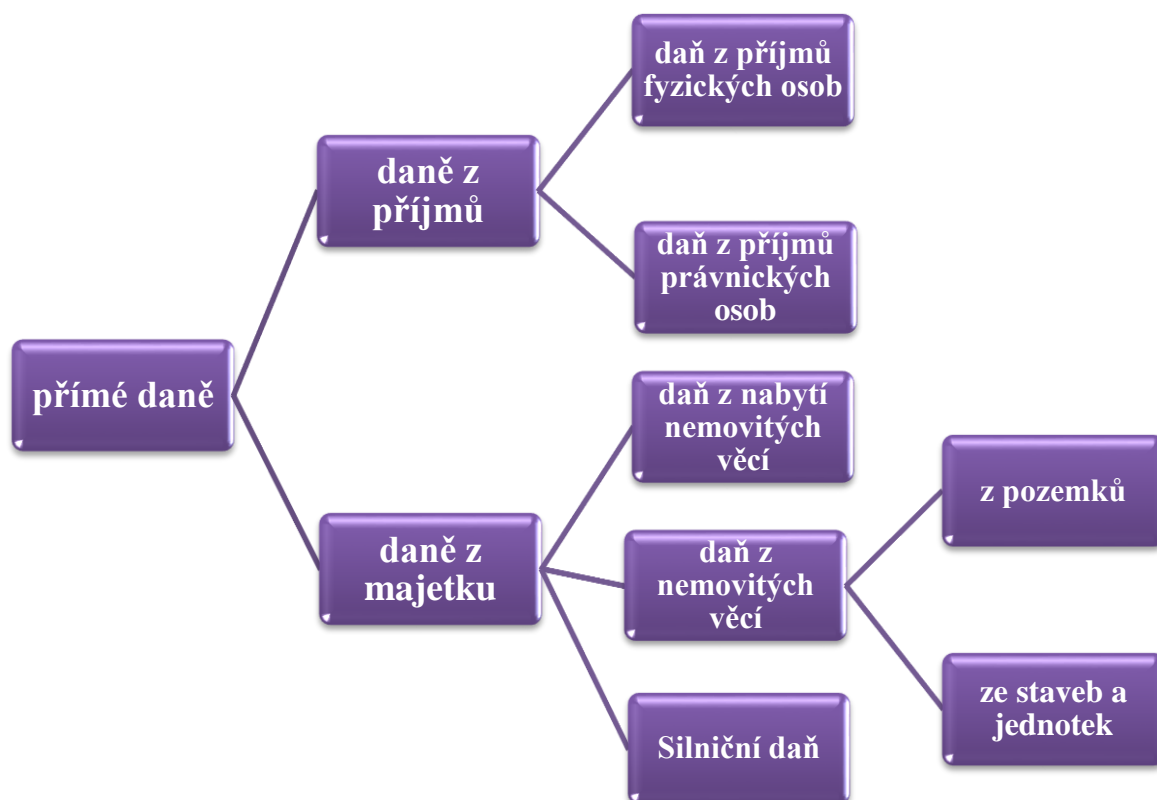 daň z příjmů
fyzických osob
daně z
příjmů
daň z příjmů
právnických
osob
přímé daně
daň z nabytí
nemovitých
věcí
z pozemků
daně z
majetku
daň z
nemovitých
věcí
ze staveb a
jednotek
Silniční daň